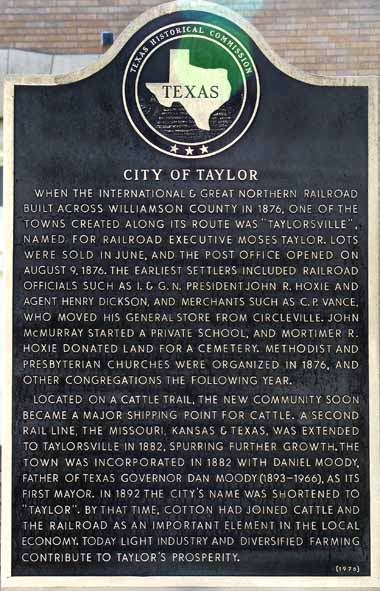 TEXAS HISTORICAL COMMISSION
TEXAS
CITY OF TAYLOR
WHEN THE INTERNATIONAL & GREAT NORTHERN RAILROAD
BUILT ACROSS WILLIAMSON COUNTY IN 1876, ONE OF THE
TOWNS CREATED ALONG ITS ROUTE WAS "TAYLORSVILLE",
NAMED FOR RAILROAD EXECUTIVE MOSES TAYLOR. LOTS
WERE SOLD IN JUNE, AND THE POST OFFICE OPENED ON
AUGUST 9, 1876. THE EARLIEST SETTLERS INCLUDED RAILROAD
OFFICIALS SUCH AS I. & G. N. PRESIDENT JOHN R. HOXIE AND
AGENT HENRY DICKSON, AND MERCHANTS SUCH AS C. P. VANCE,
WHO MOVED HIS GENERAL STORE FROM CIRCLEVILLE. JOHN
McMURRAY STARTED A PRIVATE SCHOOL, AND MORTIMER R.
HOXIE DONATED LAND FOR A CEMETERY. METHODIST AND
PRESBYTERIAN CHURCHES WERE ORGANIZED IN 1876, AND
OTHER CONGREGATIONS THE FOLLOWING YEAR.
LOCATED ON A CATTLE TRAIL, THE NEW COMMUNITY SOON
BECAME A MAJOR SHIPPING POINT FOR CATTLE. A SECOND
RAIL LINE, THE MISSOURI, KANSAS & TEXAS, WAS EXTENDED
TO TAYLORSVILLE IN 1882, SPURRING FURTHER GROWTH. THE
TOWN WAS INCORPORATED IN 1882 WITH DANIEL MOODY,
FATHER OF TEXAS GOVERNOR DAN MOODY (1893-1966), AS ITS
FIRST MAYOR. IN 1892 THE CITY'S NAME WAS SHORTENED TO
"TAYLOR". BY THAT TIME, COTTON HAD JOINED CATTLE AND
THE RAILROAD AS AN IMPORTANT ELEMENT IN THE LOCAL
ECONOMY. TODAY LIGHT INDUSTRY AND DIVERSIFIED FARMING
CONTRIBUTE TO TAYLOR'S PROSPERITY.
(1976)